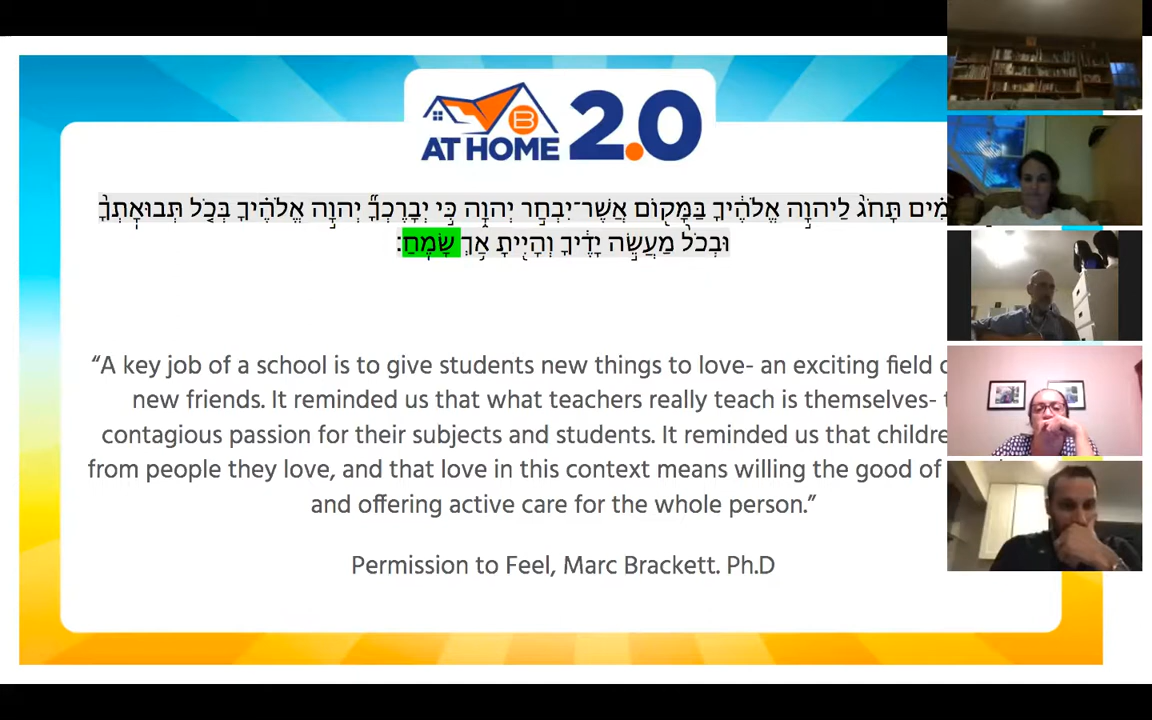 B
AT HOME 2.0
תָּחֹג֙ לַיהוָ֣ה אֱלֹהֶ֔יךָ בַּמָּק֖וֹם אֲשֶׁר־יִבְחַ֣ר יְהוָ֑ה כִּ֣י יְבָרֶכְךָ֞ יְהוָ֣ה אֱלֹהֶ֗יךָ בְּכֹ֤ל תְּבוּאָֽתְךָ֙
וּבְכֹל֙ מַעֲשֵׂ֣ה יָדֶ֔יךָ וְהָיִ֖יתָ אַ֥ךְ שָׂמֵֽחַ׃
“A key job of a school is to give students new things to love- an exciting field
new friends. It reminded us that what teachers really teach is themselves-
contagious passion for their subjects and students. It reminded us that
from people they love, and that love in this context means willing the good of
and offering active care for the whole person.”
Permission to Feel, Marc Brackett. Ph.D